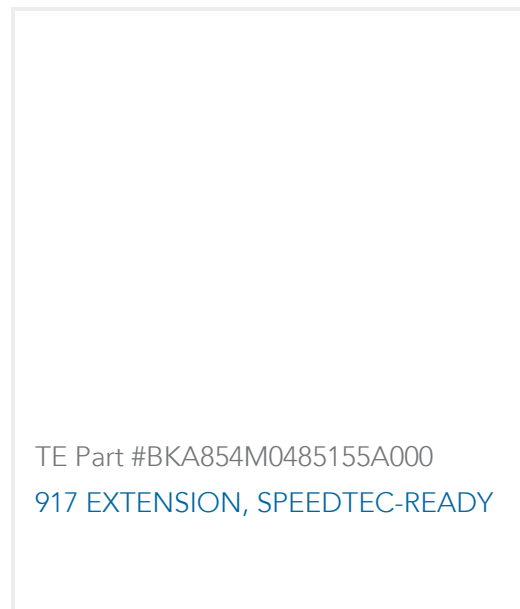 TE Part #BKA854M0485155A000
917 EXTENSION, SPEEDTEC-READY